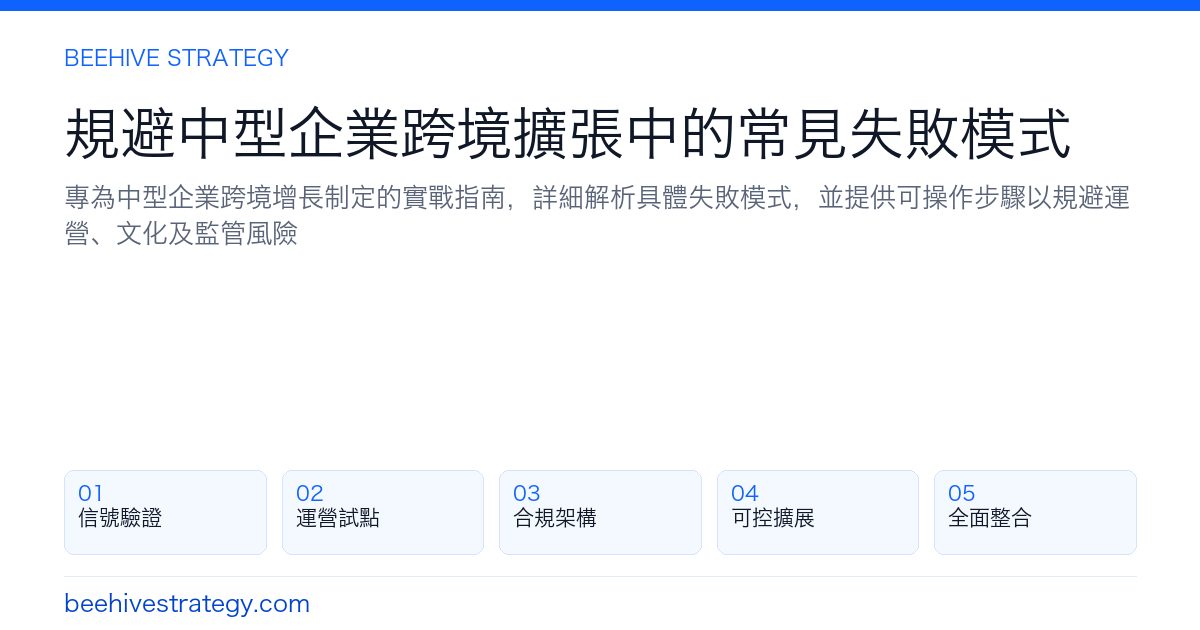 BEEHIVE STRATEGY
規避中型企業跨境擴張中的常見失敗模式
專為中型企業跨境增長制定的實戰指南，詳細解析具體失敗模式，並提供可操作步驟以規避運
營、文化及監管風險
01
信號驗證
02
運營試點
03
合規架構
04
可控擴展
05
全面整合
beehivestrategy.com